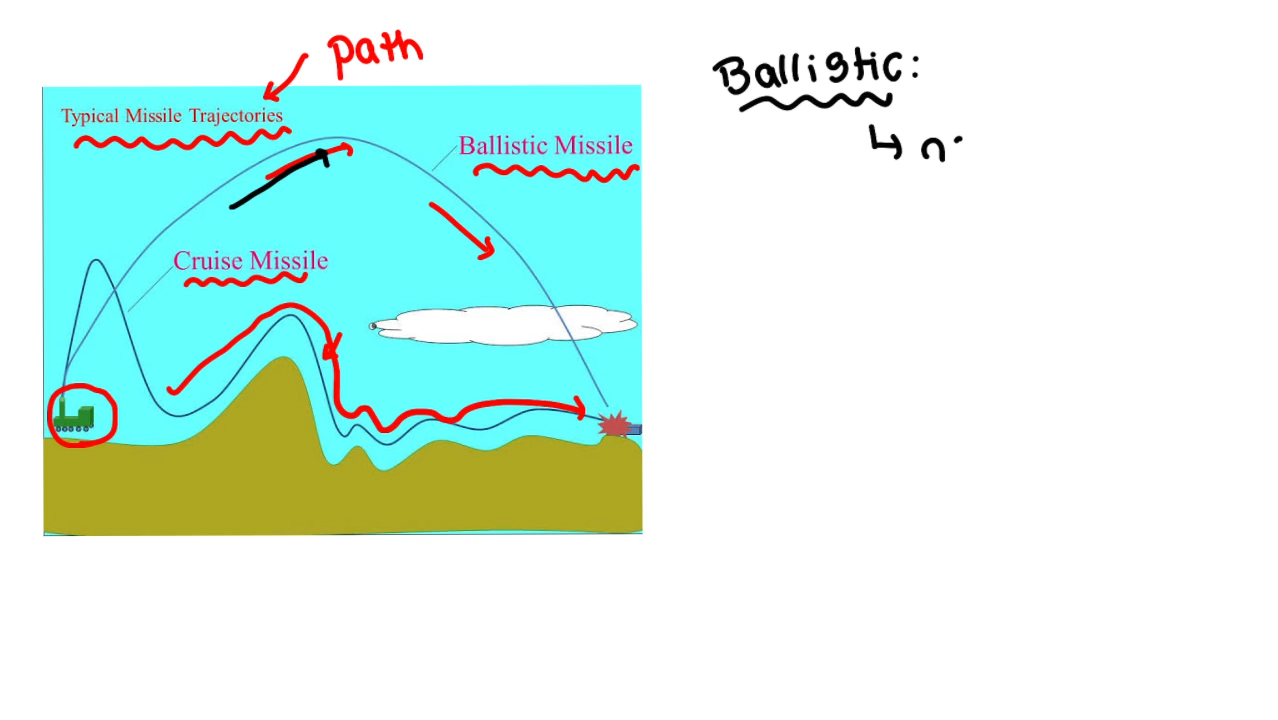 path
Typical Missile Trajectories
Ballistic Missile
Cruise Missile
Ballistic: